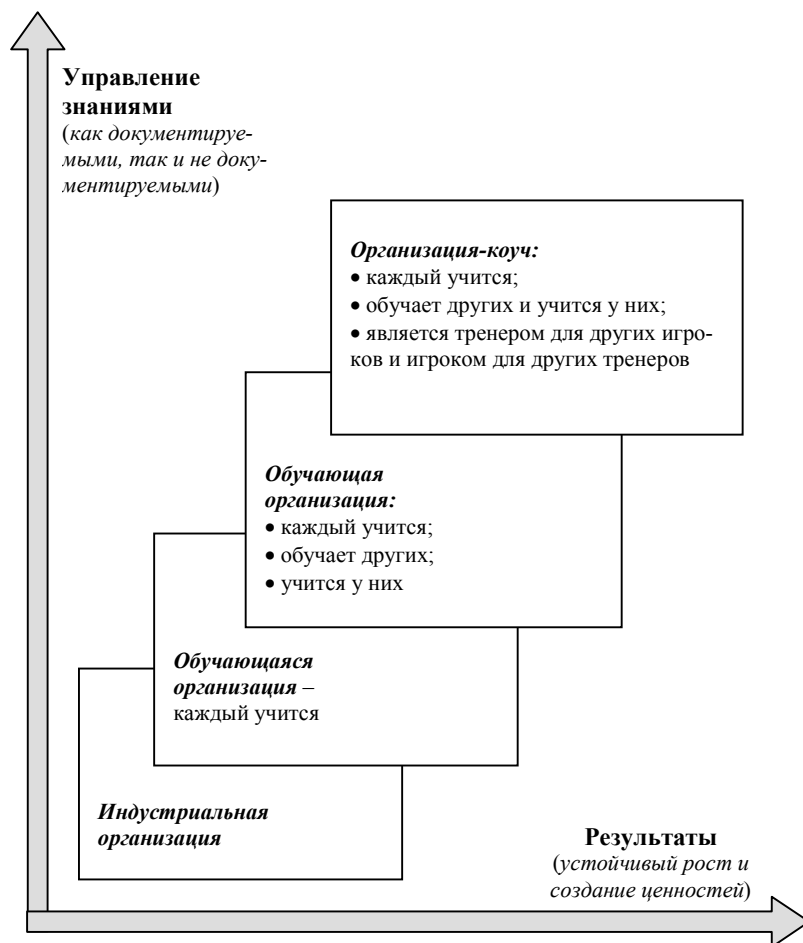 Управление
знаниями
(как документируе-
мыми, так и не доку-
ментируемыми)
Организация-коуч:
• каждый учится;
• обучает других и учится у них;
• является тренером для других игро-
ков и игроком для других тренеров
Обучающая
организация:
• каждый учится;
• обучает других;
• учится у них
Обучающаяся
организация –
каждый учится
Индустриальная
организация
Результаты
(устойчивый рост и
создание ценностей)